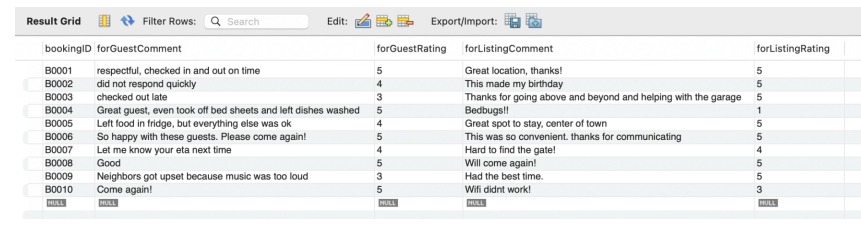 Result Grid Filter Rows: Search Edit: Export/Import:
bookingID forGuestComment forGuestRating forListingComment forListingRating
B0001 respectful, checked in and out on time 5 Great location, thanks! 5
B0002 did not respond quickly 4 This made my birthday 5
B0003 checked out late 3 Thanks for going above and beyond and helping with the garage 5
B0004 Great guest, even took off bed sheets and left dishes washed 5 Bedbugs!! 1
B0005 Left food in fridge, but everything else was ok 4 Great spot to stay, center of town 5
B0006 So happy with these guests. Please come again! 5 This was so convenient. thanks for communicating 5
B0007 Let me know your eta next time 4 Hard to find the gate! 4
B0008 Good 5 Will come again! 5
B0009 Neighbors got upset because music was too loud 3 Had the best time. 5
B0010 Come again! 5 Wifi didnt work! 3
NULL NULL NULL NULL NULL